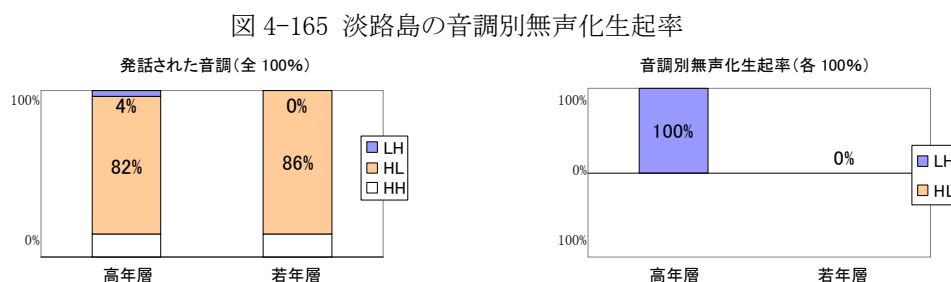 図 4-165 淡路島の音調別無声化生起率
発話された音調(全 100%)
100%
0%
4%
82%
0%
86%
LH
HL
HH
高年層
若年層
音調別無声化生起率(各 100%)
100%
0%
100%
100%
0%
LH
HL
高年層
若年層